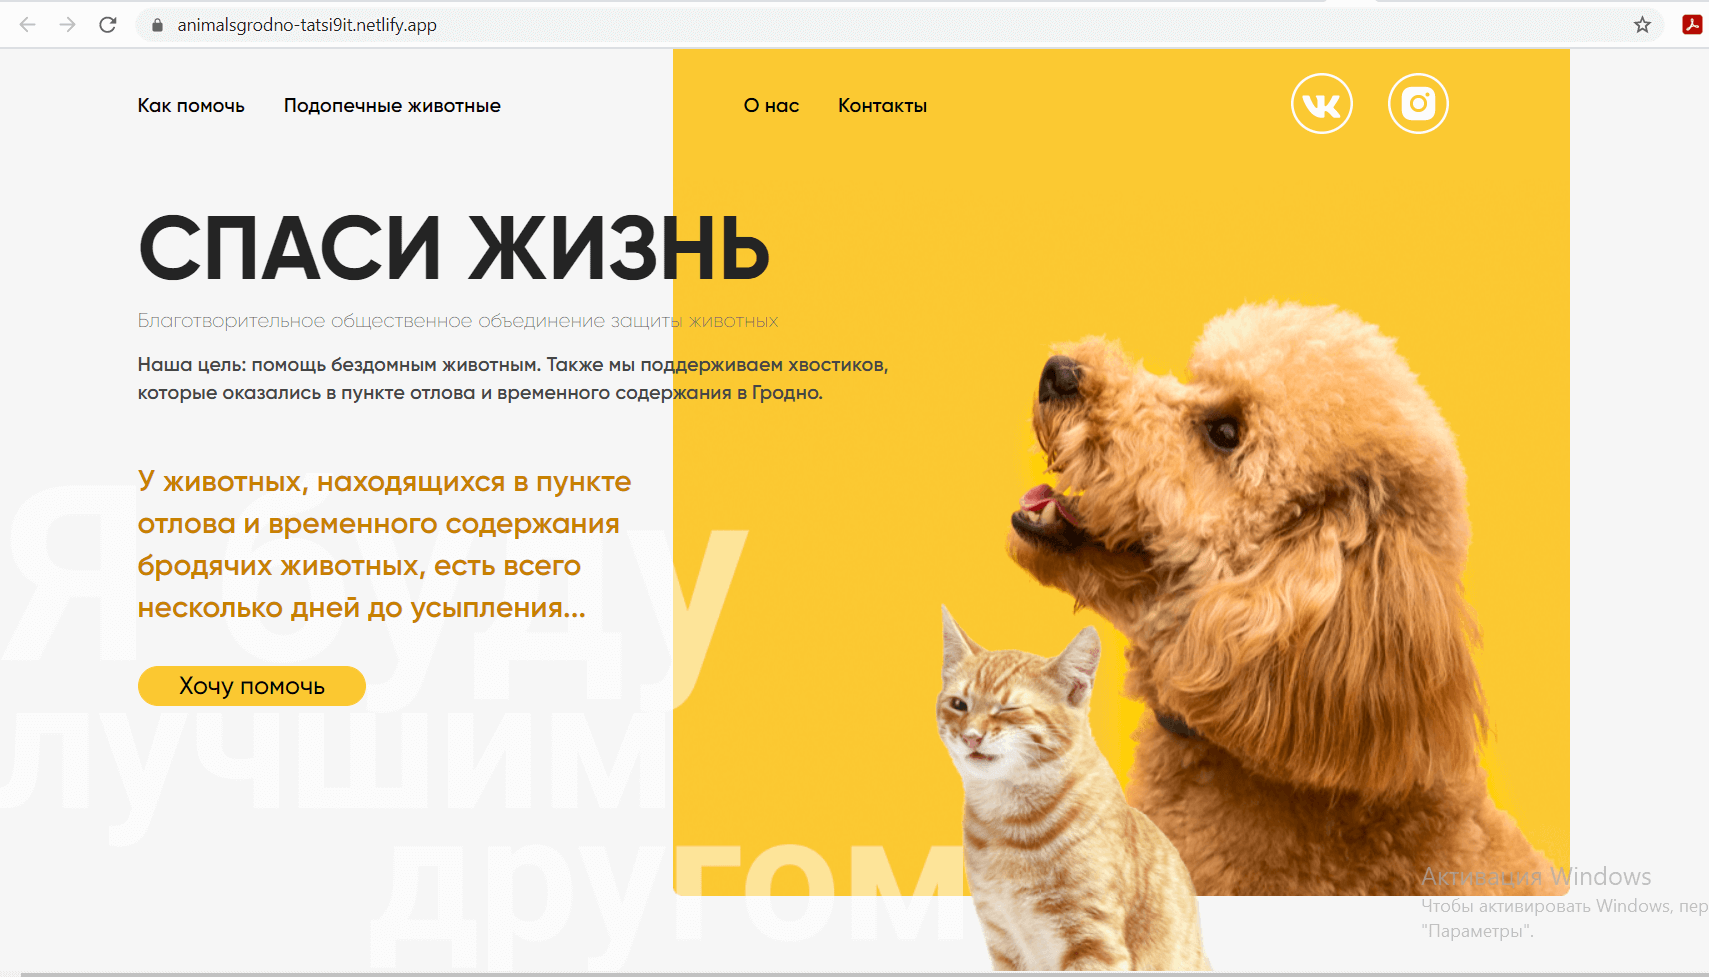 animalsgrodno-tatsi9it.netlify.app
Как помочь Подопечные животные О нас Контакты
СПАСИ ЖИЗНЬ
Благотворительное общественное объединение защиты животных
Наша цель: помощь бездомным животным. Также мы поддерживаем хвостиков,
которые оказались в пункте отлова и временного содержания в Гродно.
У животных, находящихся в пункте
отлова и временного содержания
бродячих животных, есть всего
несколько дней до усыпления...
Хочу помочь
Я буду
лучшим
другом
Активация Windows
Чтобы активировать Windows, пер
"Параметры".